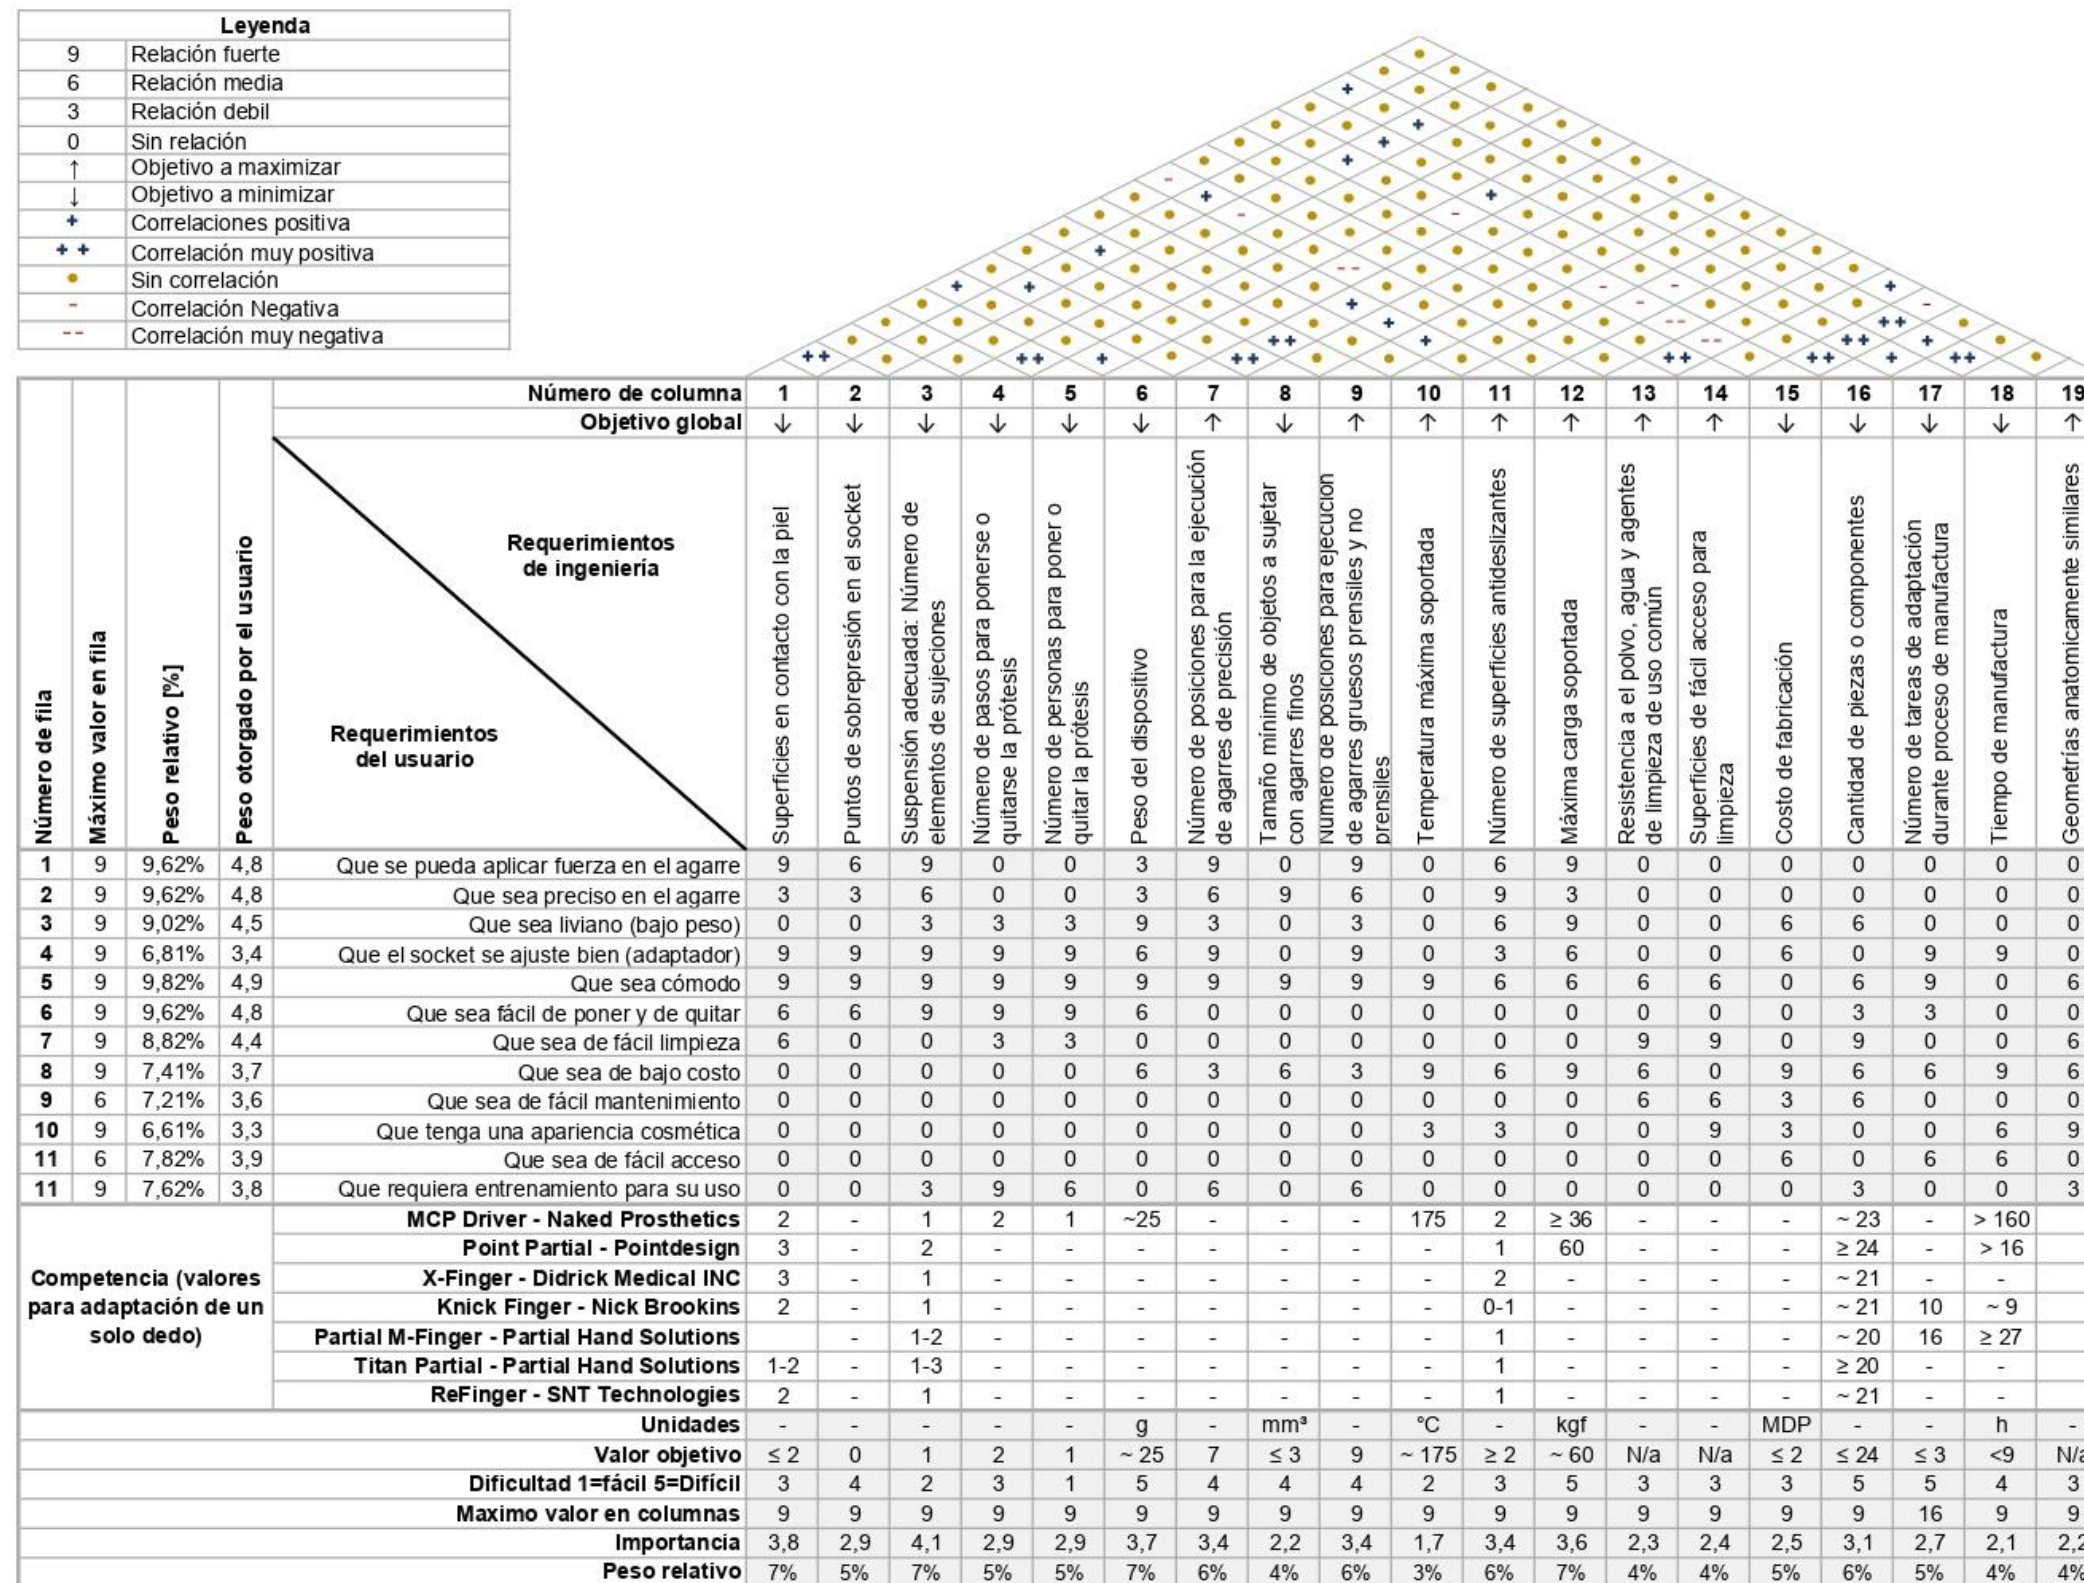 Leyenda
9 Relación fuerte
6 Relación media
3 Relación debil
0 Sin relación
↑ Objetivo a maximizar
↓ Objetivo a minimizar
+ Correlaciones positiva
++ Correlación muy positiva
● Sin correlación
- Correlación Negativa
-- Correlación muy negativa
Número de columna 1 2 3 4 5 6 7 8 9 10 11 12 13 14 15 16 17 18 19
Objetivo global ↓ ↓ ↓ ↓ ↓ ↓ ↑ ↓ ↑ ↑ ↑ ↑ ↑ ↑ ↓ ↓ ↓ ↓ ↑
Número de fila
Máximo valor en fila
Peso relativo [%]
Peso otorgado por el usuario
Requerimientos
de ingeniería
Requerimientos
del usuario
Superficies en contacto con la piel
Puntos de sobrepresión en el socket
Suspensión adecuada: Número de
elementos de sujeciones
Número de pasos para ponerse o
quitarse la prótesis
Número de personas para poner o
quitar la prótesis
Peso del dispositivo
Número de posiciones para la ejecución
de agarres de precisión
Tamaño mínimo de objetos a sujetar
con agarres finos
Número de posiciones para ejecucion
de agarres gruesos prensiles y no
prensiles
Temperatura máxima soportada
Número de superficies antideslizantes
Máxima carga soportada
Resistencia a el polvo, agua y agentes
de limpieza de uso común
Superficies de fácil acceso para
limpieza
Costo de fabricación
Cantidad de piezas o componentes
Número de tareas de adaptación
durante proceso de manufactura
Tiempo de manufactura
Geometrías anatomicamente similares
1 9 9,62% 4,8 Que se pueda aplicar fuerza en el agarre 9 6 9 0 0 3 9 0 9 0 6 9 0 0 0 0 0 0 0
2 9 9,62% 4,8 Que sea preciso en el agarre 3 3 6 0 0 3 6 9 6 0 9 3 0 0 0 0 0 0 0
3 9 9,02% 4,5 Que sea liviano (bajo peso) 0 0 3 3 3 9 3 0 3 0 6 9 0 0 6 6 0 0 0
4 9 6,81% 3,4 Que el socket se ajuste bien (adaptador) 9 9 9 9 9 6 9 0 9 0 3 6 0 0 6 0 9 9 0
5 9 9,82% 4,9 Que sea cómodo 9 9 9 9 9 9 9 9 9 9 6 6 6 6 0 6 9 0 6
6 9 9,62% 4,8 Que sea fácil de poner y de quitar 6 6 9 9 9 6 0 0 0 0 0 0 0 0 0 3 3 0 0
7 9 8,82% 4,4 Que sea de fácil limpieza 6 0 0 3 3 0 0 0 0 0 0 0 9 9 0 9 0 0 6
8 9 7,41% 3,7 Que sea de bajo costo 0 0 0 0 0 6 3 6 3 9 6 9 6 0 9 6 6 9 6
9 6 7,21% 3,6 Que sea de fácil mantenimiento 0 0 0 0 0 0 0 0 0 0 0 0 6 6 3 6 0 0 0
10 9 6,61% 3,3 Que tenga una apariencia cosmética 0 0 0 0 0 0 0 0 0 3 3 0 0 9 3 0 0 6 9
11 6 7,82% 3,9 Que sea de fácil acceso 0 0 0 0 0 0 0 0 0 0 0 0 0 0 6 0 6 6 0
11 9 7,62% 3,8 Que requiera entrenamiento para su uso 0 0 3 9 6 0 6 0 6 0 0 0 0 0 0 3 0 0 3
Competencia (valores
para adaptación de un
solo dedo)
MCP Driver - Naked Prosthetics 2 - 1 2 1 ~25 - - - 175 2 ≥ 36 - - - ~ 23 - > 160
Point Partial - Pointdesign 3 - 2 - - - - - - - 1 60 - - - ≥ 24 - > 16
X-Finger - Didrick Medical INC 3 - 1 - - - - - - - 2 - - - - ~ 21 - -
Knick Finger - Nick Brookins 2 - 1 - - - - - - - 0-1 - - - - ~ 21 10 ~ 9
Partial M-Finger - Partial Hand Solutions - 1-2 - - - - - - - 1 - - - - ~ 20 16 ≥ 27
Titan Partial - Partial Hand Solutions 1-2 - 1-3 - - - - - - - 1 - - - - ≥ 20 - -
ReFinger - SNT Technologies 2 - 1 - - - - - - - 1 - - - - ~ 21 - -
Unidades - - - - - g - mm³ - °C - kgf - - MDP - - h -
Valor objetivo ≤ 2 0 1 2 1 ~ 25 7 ≤ 3 9 ~ 175 ≥ 2 ~ 60 N/a N/a ≤ 2 ≤ 24 ≤ 3 <9 N/a
Dificultad 1=fácil 5=Difícil 3 4 2 3 1 5 4 4 4 2 3 5 3 3 3 5 5 4 3
Maximo valor en columnas 9 9 9 9 9 9 9 9 9 9 9 9 9 9 9 9 16 9 9
Importancia 3,8 2,9 4,1 2,9 2,9 3,7 3,4 2,2 3,4 1,7 3,4 3,6 2,3 2,4 2,5 3,1 2,7 2,1 2,2
Peso relativo 7% 5% 7% 5% 5% 7% 6% 4% 6% 3% 6% 7% 4% 4% 5% 6% 5% 4% 4%